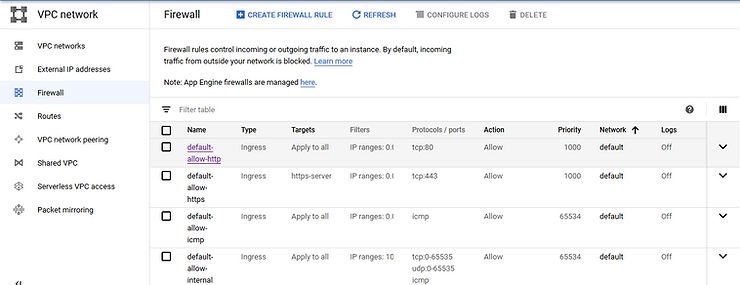 VPC network
Firewall
CREATE FIREWALL RULE
REFRESH
CONFIGURE LOGS
DELETE
VPC networks
External IP addresses
Firewall
Routes
VPC network peering
Shared VPC
Serverless VPC access
Packet mirroring
Firewall rules control incoming or outgoing traffic to an instance. By default, incoming
traffic from outside your network is blocked. Learn more
Note: App Engine firewalls are managed here.
Filter table
Name Type Targets Filters Protocols / ports Action Priority Network Logs
default- Ingress Apply to all IP ranges: 0.( tcp:80 Allow 1000 default Off
allow-http
default- Ingress https-server IP ranges: 0.( tcp:443 Allow 1000 default Off
allow-
https
default- Ingress Apply to all IP ranges: 0.( icmp Allow 65534 default Off
allow-
icmp
default- Ingress Apply to all IP ranges: 10 tcp:0-65535 Allow 65534 default Off
allow- udp:0-65535
internal icmp